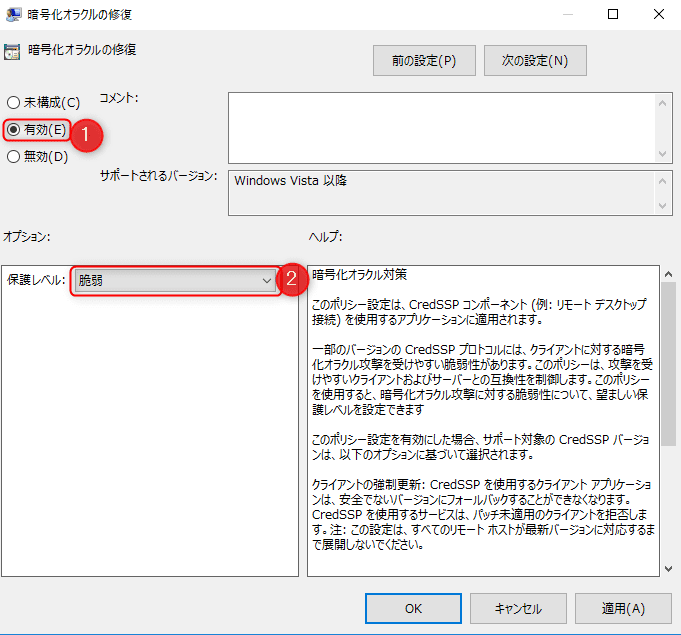 暗号化オラクルの修復
暗号化オラクルの修復
前の設定(P)
次の設定(N)
未構成(C)
コメント:
有効(E)
1
無効(D)
サポートされるバージョン:
Windows Vista 以降
オプション:
ヘルプ:
保護レベル:
脆弱
2
暗号化オラクル対策
このポリシー設定は、CredSSP コンポーネント (例: リモート デスクトップ
接続) を使用するアプリケーションに適用されます。
一部のバージョンの CredSSP プロトコルには、クライアントに対する暗号
化オラクル攻撃を受けやすい脆弱性があります。このポリシーは、攻撃を受
けやすいクライアントおよびサーバーとの互換性を制御します。このポリシー
を使用すると、暗号化オラクル攻撃に対する脆弱性について、望ましい保
護レベルを設定できます
このポリシー設定を有効にした場合、サポート対象の CredSSP バージョ
ンは、以下のオプションに基づいて選択されます。
クライアントの強制更新: CredSSP を使用するクライアント アプリケーショ
ンは、安全でないバージョンにフォールバックすることができなくなります。
CredSSP を使用するサービスは、パッチ未適用のクライアントを拒否しま
す。注: この設定は、すべてのリモート ホストが最新バージョンに対応するま
で展開しないでください。
OK
キャンセル
適用(A)